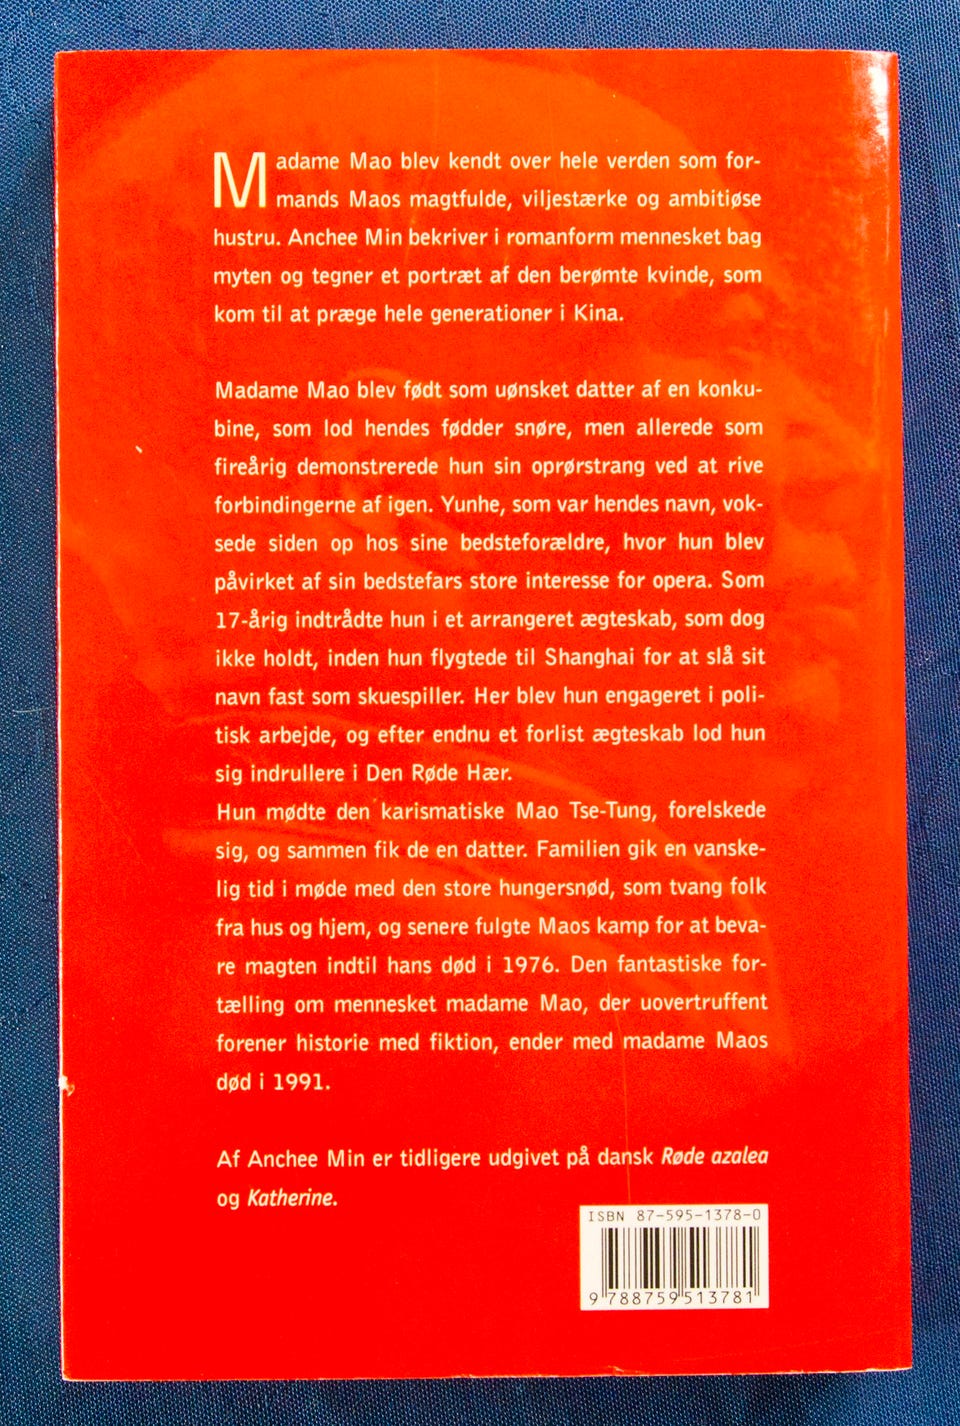 Madame Mao blev kendt over hele verden som for-
mands Maos magtfulde, viljestærke og ambitiøse
hustru. Anchee Min bekriver i romanform mennesket bag
myten og tegner et portræt af den berømte kvinde, som
kom til at præge hele generationer i Kina.
Madame Mao blev født som uønsket datter af en konku-
bine, som lod hendes fødder snøre, men allerede som
fireårig demonstrerede hun sin oprørstrang ved at rive
forbindingerne af igen. Yunhe, som var hendes navn, vok-
sede siden op hos sine bedsteforældre, hvor hun blev
påvirket af sin bedstefars store interesse for opera. Som
17-årig indtrådte hun i et arrangeret ægteskab, som dog
ikke holdt, inden hun flygtede til Shanghai for at slå sit
navn fast som skuespiller. Her blev hun engageret i poli-
tisk arbejde, og efter endnu et forlist ægteskab lod hun
sig indrullere i Den Røde Hær.
Hun mødte den karismatiske Mao Tse-Tung, forelskede
sig, og sammen fik de en datter. Familien gik en vanske-
lig tid i møde med den store hungersnød, som tvang folk
fra hus og hjem, og senere fulgte Maos kamp for at beva-
re magten indtil hans død i 1976. Den fantastiske for-
tælling om mennesket madame Mao, der uovertruffent
forener historie med fiktion, ender med madame Maos
død i 1991.
Af Anchee Min er tidligere udgivet på dansk Røde azalea
og Katherine.
ISBN 87-595-1378-0
9 788759 513781